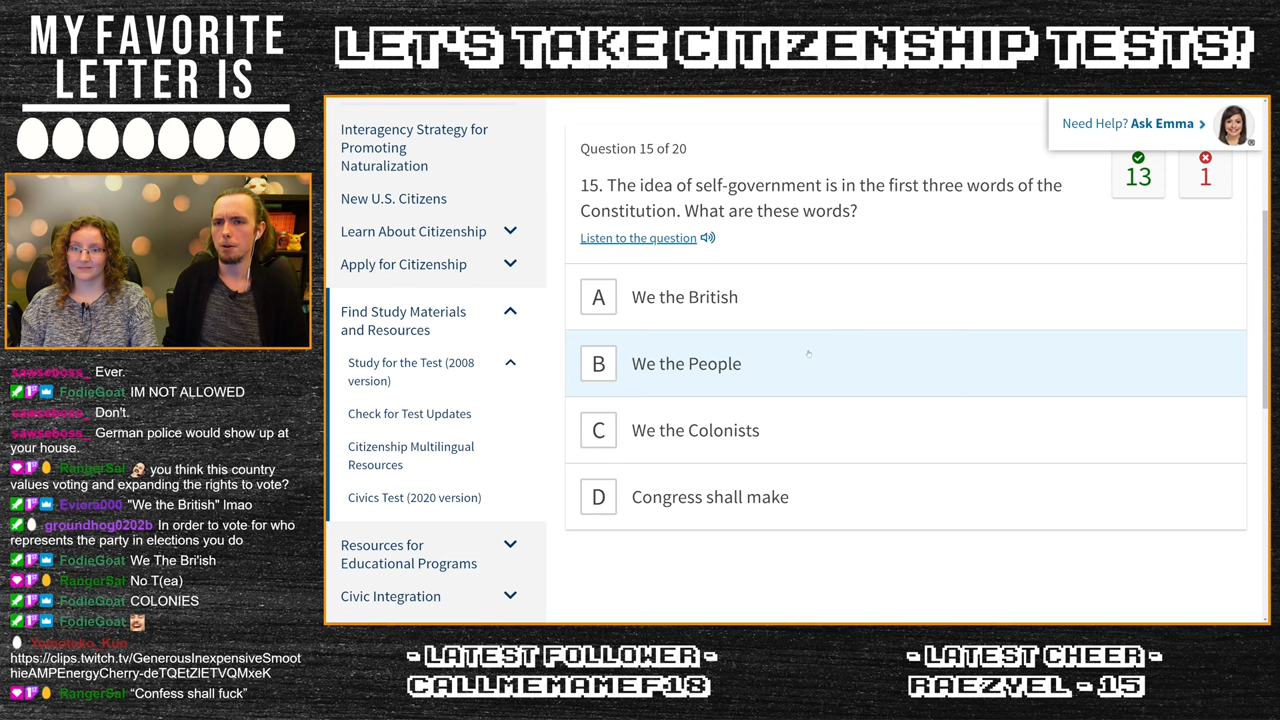 MY FAVORITE
LETTER IS
LET'S TAKE CITIZENSHIP TESTS!
Interagency Strategy for
Promoting
Naturalization
New U.S. Citizens
Learn About Citizenship
Apply for Citizenship
Find Study Materials
and Resources
Study for the Test (2008
version)
Check for Test Updates
Citizenship Multilingual
Resources
Civics Test (2020 version)
Resources for
Educational Programs
Civic Integration
Need Help? Ask Emma
Question 15 of 20
13
1
15. The idea of self-government is in the first three words of the
Constitution. What are these words?
Listen to the question
A We the British
B We the People
C We the Colonists
D Congress shall make
sawseboss_ Ever.
FodieGoat IM NOT ALLOWED
sawseboss_ Don't.
sawseboss_ German police would show up at
your house.
RangerSal you think this country
values voting and expanding the rights to vote?
Eviora000 "We the British" lmao
groundhog0202b In order to vote for who
represents the party in elections you do
FodieGoat We The Bri'ish
RangerSal No T(ea)
FodieGoat COLONIES
FodieGoat
https://clips.twitch.tv/GenerousInexpensiveSmoot
hieAMPEnergyCherry-deTQEtZlETVQMxeK
RangerSal “Confess shall fuck”
- LATEST FOLLOWER -
CALLMEMAMEF18
- LATEST CHEER -
RAEZYEL - 15